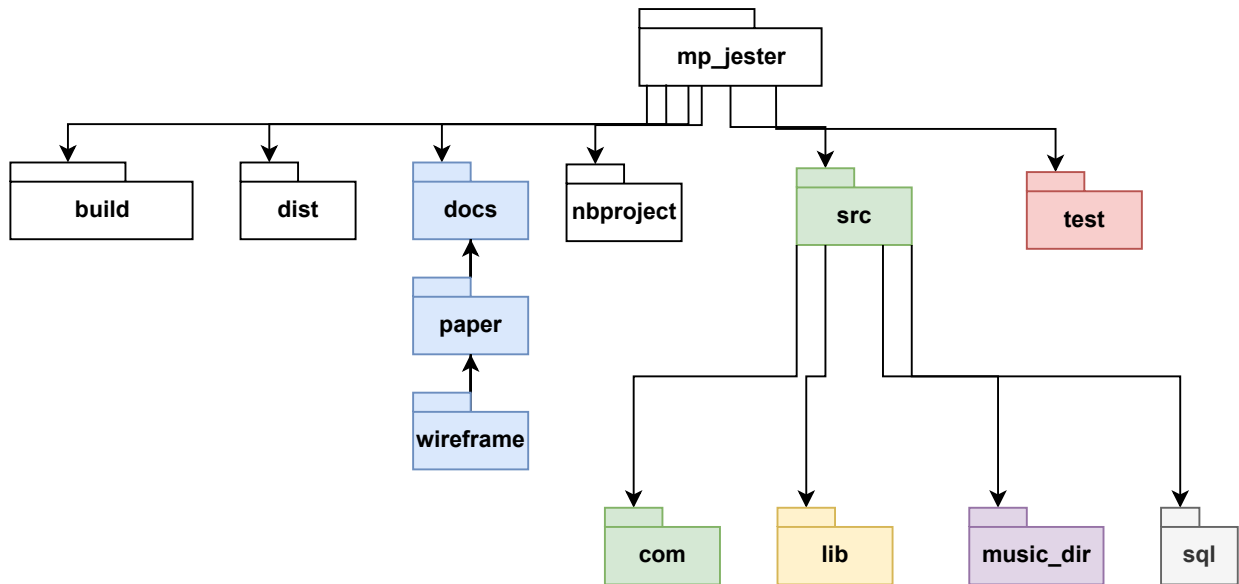 mp_jester
build
dist
docs
nbproject
src
test
paper
wireframe
com
lib
music_dir
sql